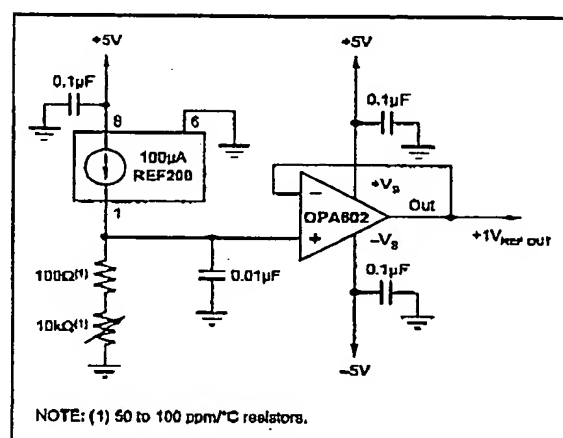 +5V
+5V
0.1µF
0.1µF
8
6
100µA
REF200
1
+VS
−
OPA602
Out
+
−VS
+1VREF OUT
100Ω(1)
0.01µF
0.1µF
10kΩ(1)
−5V
NOTE: (1) 50 to 100 ppm/°C resistors.